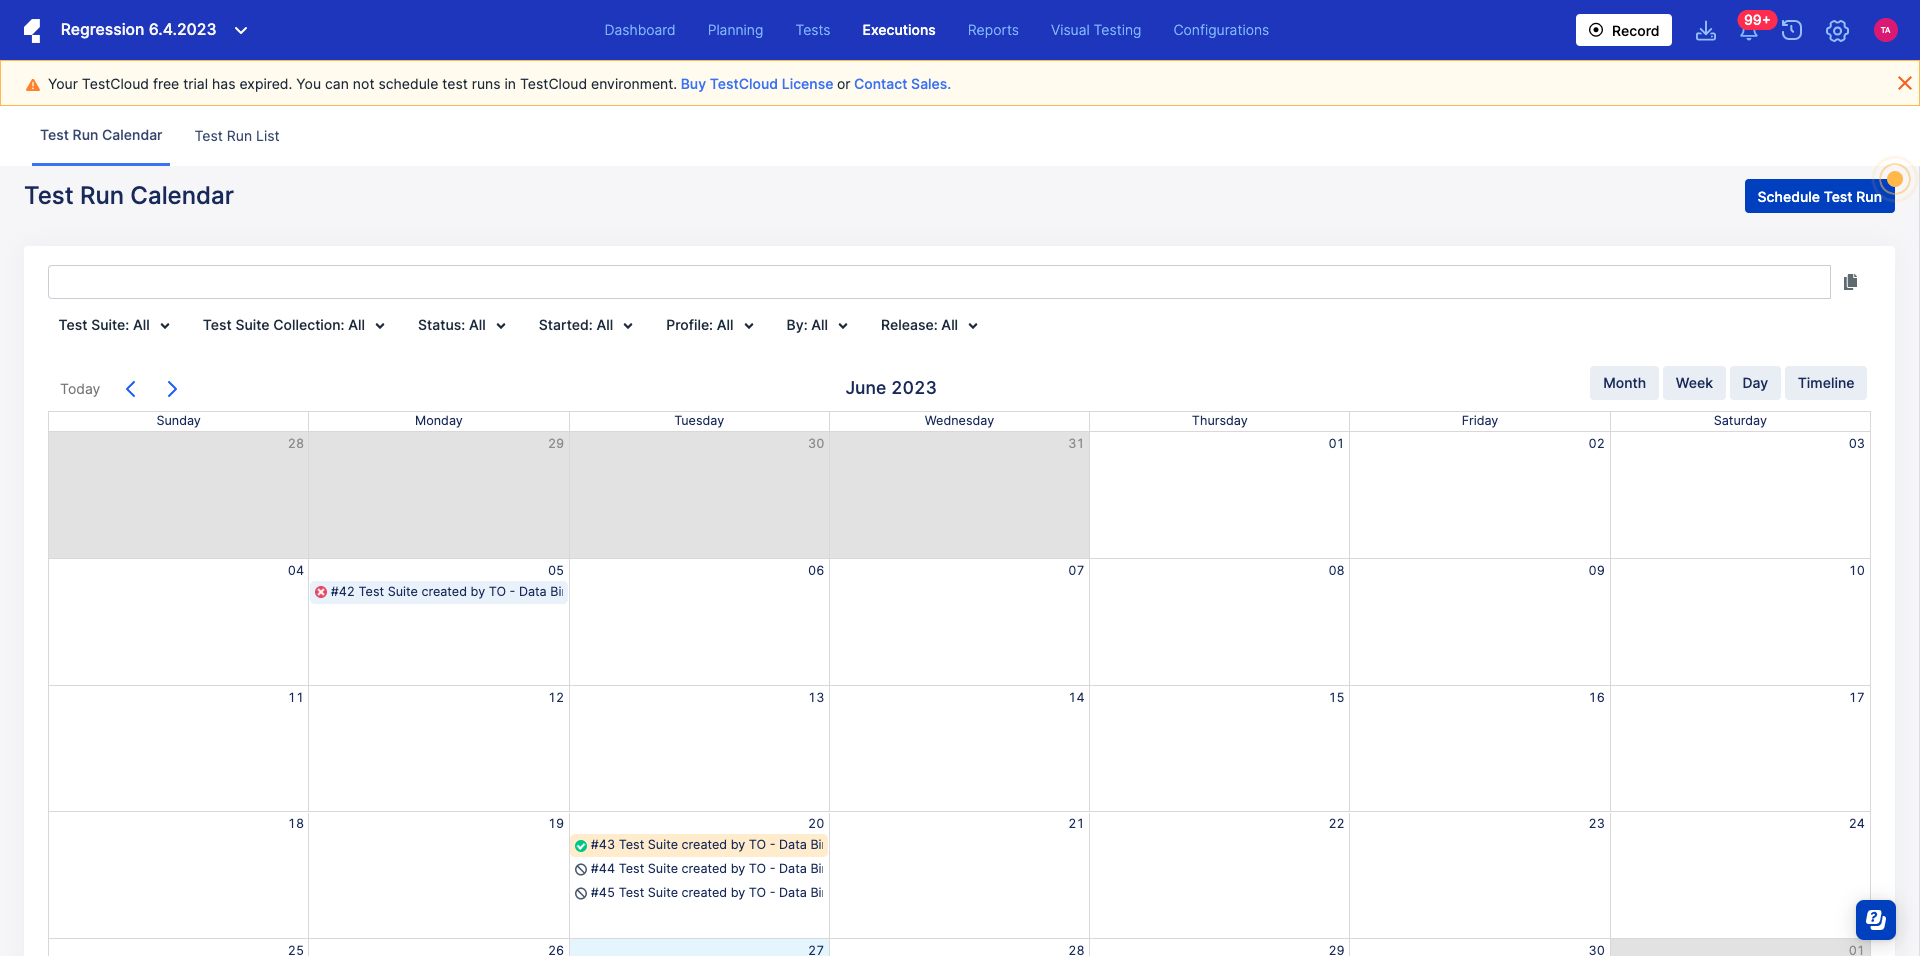 Regression 6.4.2023
Dashboard Planning Tests Executions Reports Visual Testing Configurations
Record
99+
TA
Your TestCloud free trial has expired. You can not schedule test runs in TestCloud environment. Buy TestCloud License or Contact Sales.
Test Run Calendar Test Run List
Test Run Calendar
Schedule Test Run
Test Suite: All Test Suite Collection: All Status: All Started: All Profile: All By: All Release: All
Today
June 2023
Month Week Day Timeline
Sunday Monday Tuesday Wednesday Thursday Friday Saturday
28 29 30 31 01 02 03
04 05 06 07 08 09 10
#42 Test Suite created by TO - Data Bi
11 12 13 14 15 16 17
18 19 20 21 22 23 24
#43 Test Suite created by TO - Data Bi
#44 Test Suite created by TO - Data Bi
#45 Test Suite created by TO - Data Bi
25 26 27 28 29 30 01